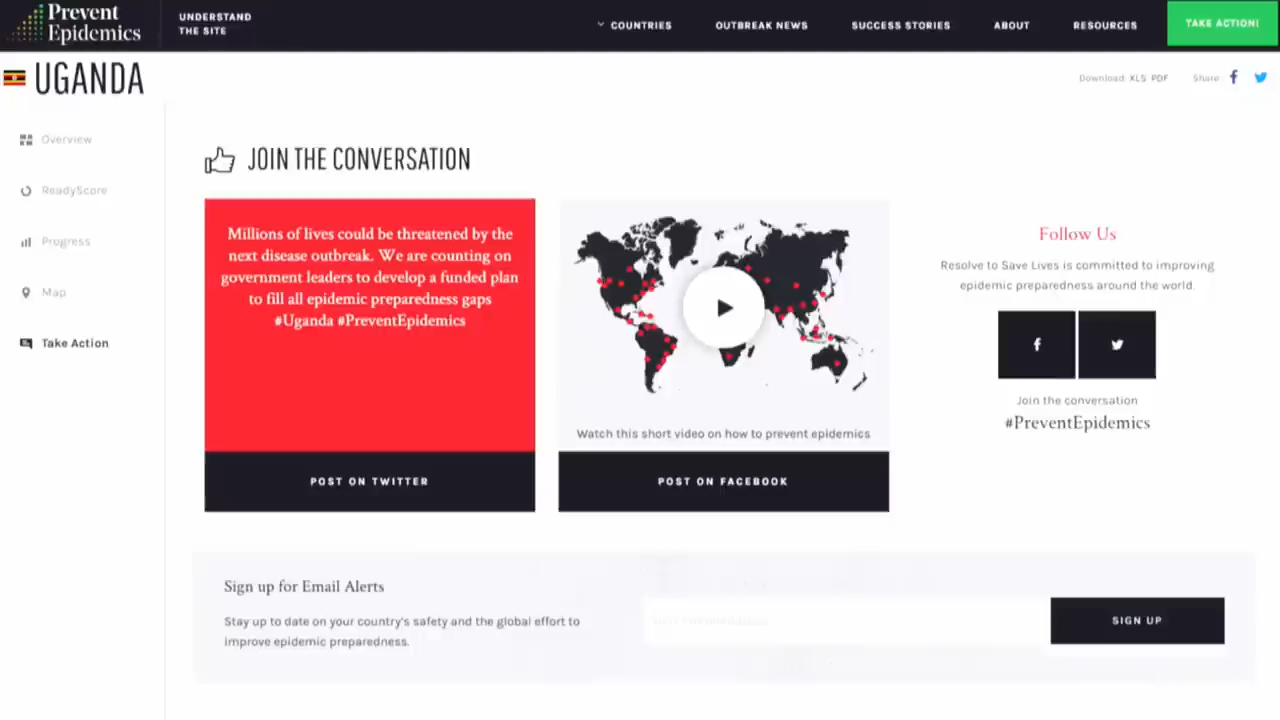 Prevent
Epidemics
UNDERSTAND
THE SITE
COUNTRIES
OUTBREAK NEWS
SUCCESS STORIES
ABOUT
RESOURCES
TAKE ACTION!
UGANDA
Download XLS PDF
Share
Overview
ReadyScore
Progress
Map
Take Action
JOIN THE CONVERSATION
Millions of lives could be threatened by the
next disease outbreak. We are counting on
government leaders to develop a funded plan
to fill all epidemic preparedness gaps
#Uganda #PreventEpidemics
POST ON TWITTER
Watch this short video on how to prevent epidemics
POST ON FACEBOOK
Follow Us
Resolve to Save Lives is committed to improving
epidemic preparedness around the world.
Join the conversation
#PreventEpidemics
Sign up for Email Alerts
Stay up to date on your country's safety and the global effort to
improve epidemic preparedness.
SIGN UP